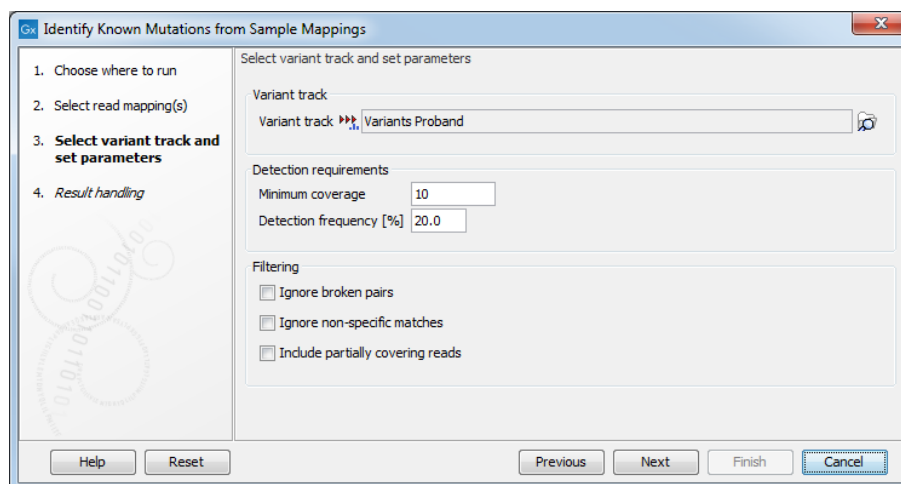 Gx Identify Known Mutations from Sample Mappings
1. Choose where to run
2. Select read mapping(s)
3. Select variant track and
set parameters
4. Result handling
Select variant track and set parameters
Variant track
Variant track Variants Proband
Detection requirements
Minimum coverage 10
Detection frequency [%] 20.0
Filtering
Ignore broken pairs
Ignore non-specific matches
Include partially covering reads
Help Reset Previous Next Finish Cancel